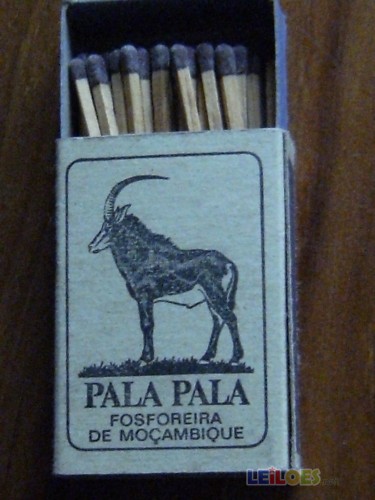 PALA PALA
FOSFOREIRA
DE MOÇAMBIQUE
LEiLOES